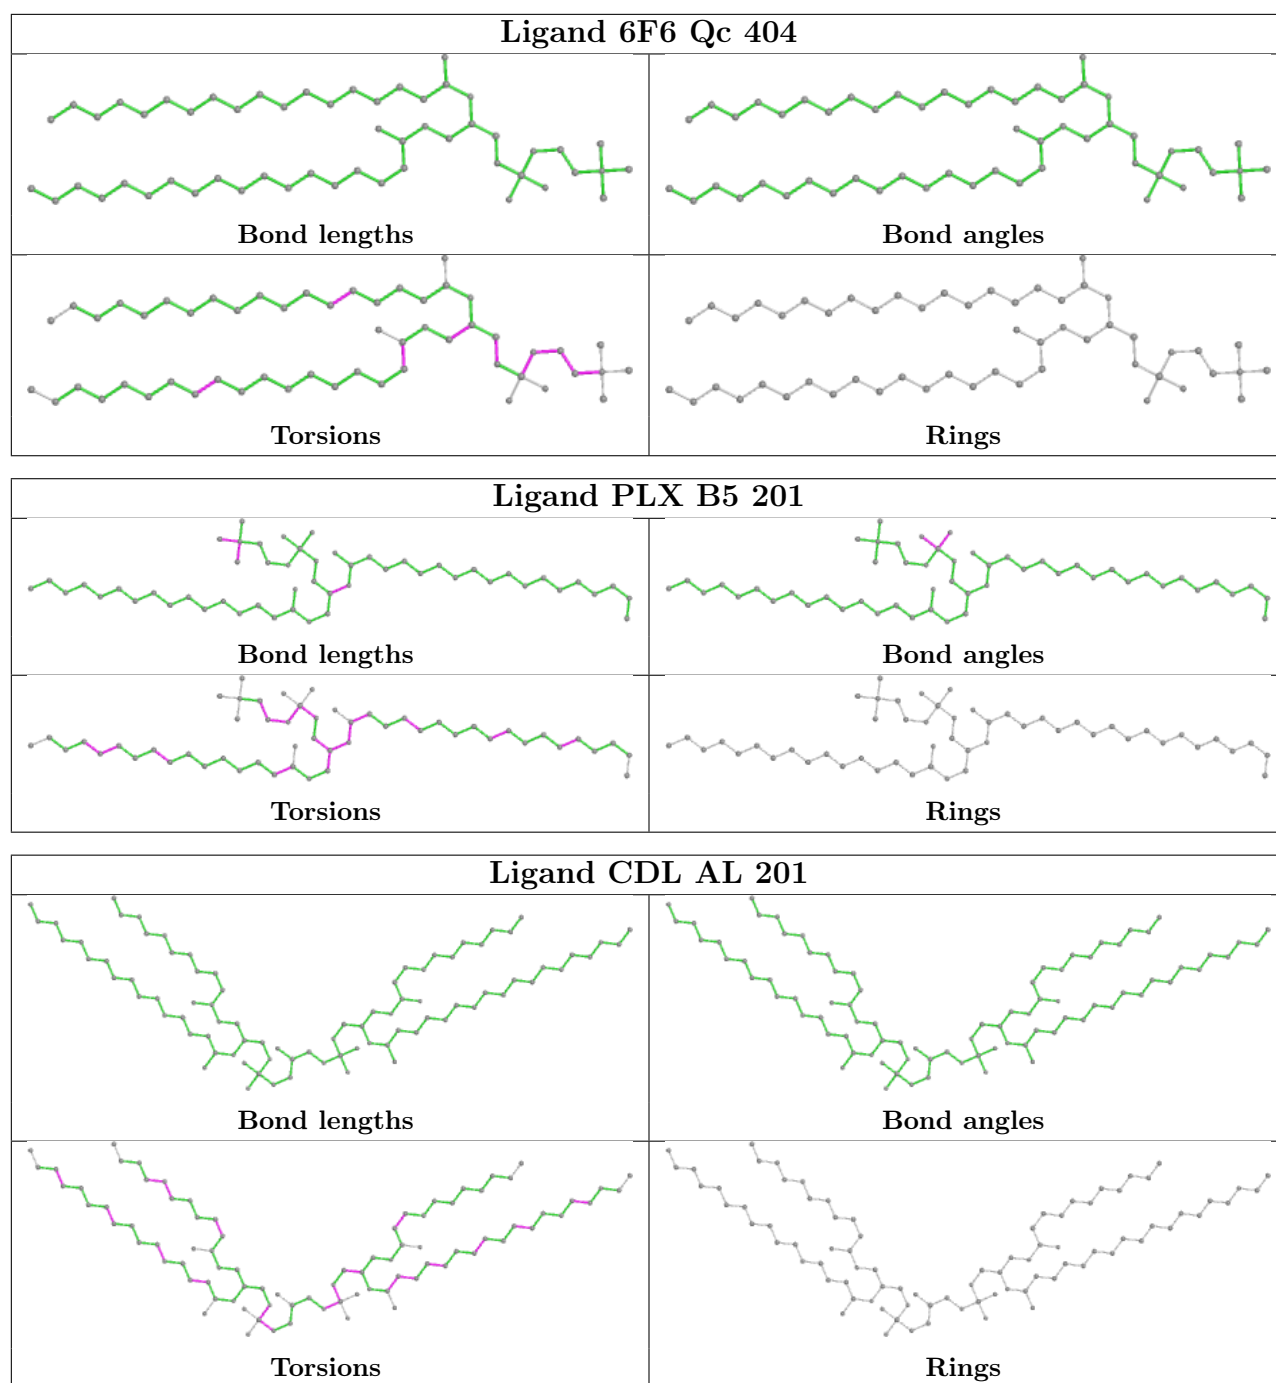 Ligand 6F6 Qc 404
Bond lengths
Bond angles
Torsions
Rings
Ligand PLX B5 201
Bond lengths
Bond angles
Torsions
Rings
Ligand CDL AL 201
Bond lengths
Bond angles
Torsions
Rings